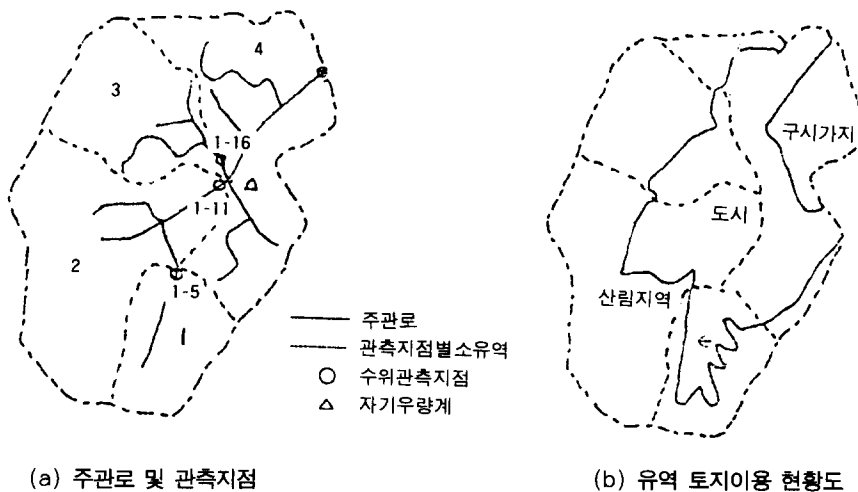 4
3
1-16
1-11
2
1-5
1
주관로
관측지점별소유역
수위관측지점
자기우량계
(a) 주관로 및 관측지점
구시가지
도시
산림지역
(b) 유역 토지이용 현황도